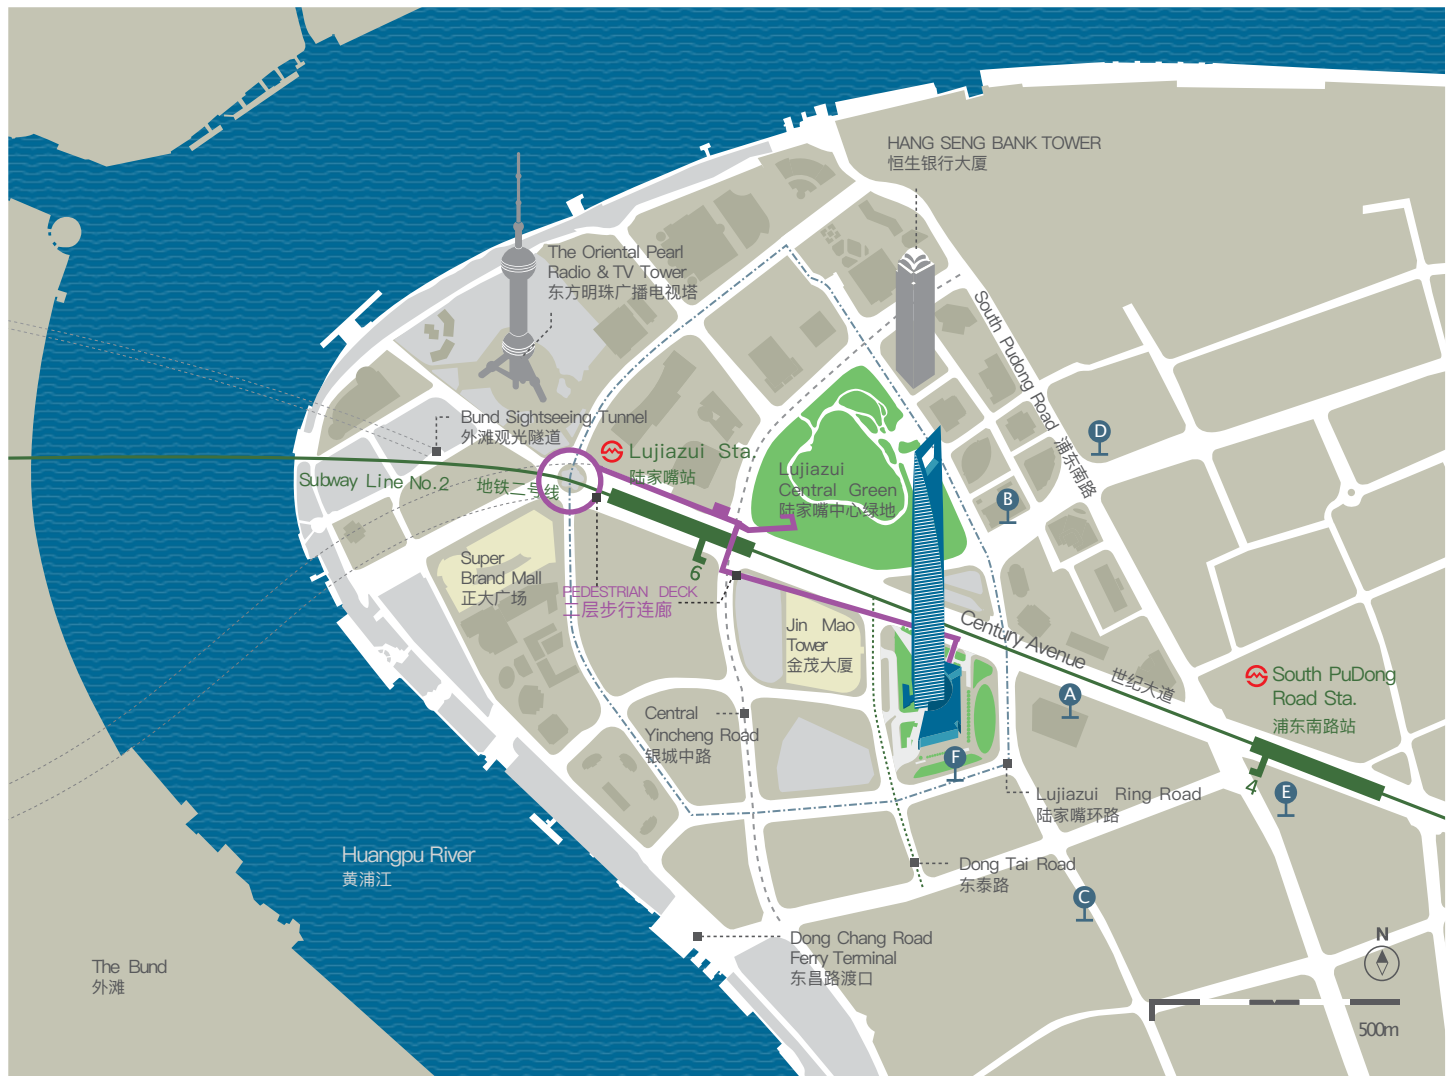 HANG SENG BANK TOWER
恒生银行大厦
The Oriental Pearl
Radio & TV Tower
东方明珠广播电视塔
South Pudong Road 浦东南路
Bund Sightseeing Tunnel
外滩观光隧道
Lujiazui Sta.
陆家嘴站
D
Subway Line No.2 地铁二号线
Lujiazui
Central Green
陆家嘴中心绿地
B
Super
Brand Mall
正大广场
6
PEDESTRIAN DECK
二层步行连廊
Jin Mao
Tower
金茂大厦
Century Avenue 世纪大道
A
South PuDong
Road Sta.
浦东南路站
Central
Yincheng Road
银城中路
F
4
E
Lujiazui Ring Road
陆家嘴环路
Huangpu River
黄浦江
Dong Tai Road
东泰路
C
Dong Chang Road
Ferry Terminal
东昌路渡口
The Bund
外滩
N
500m